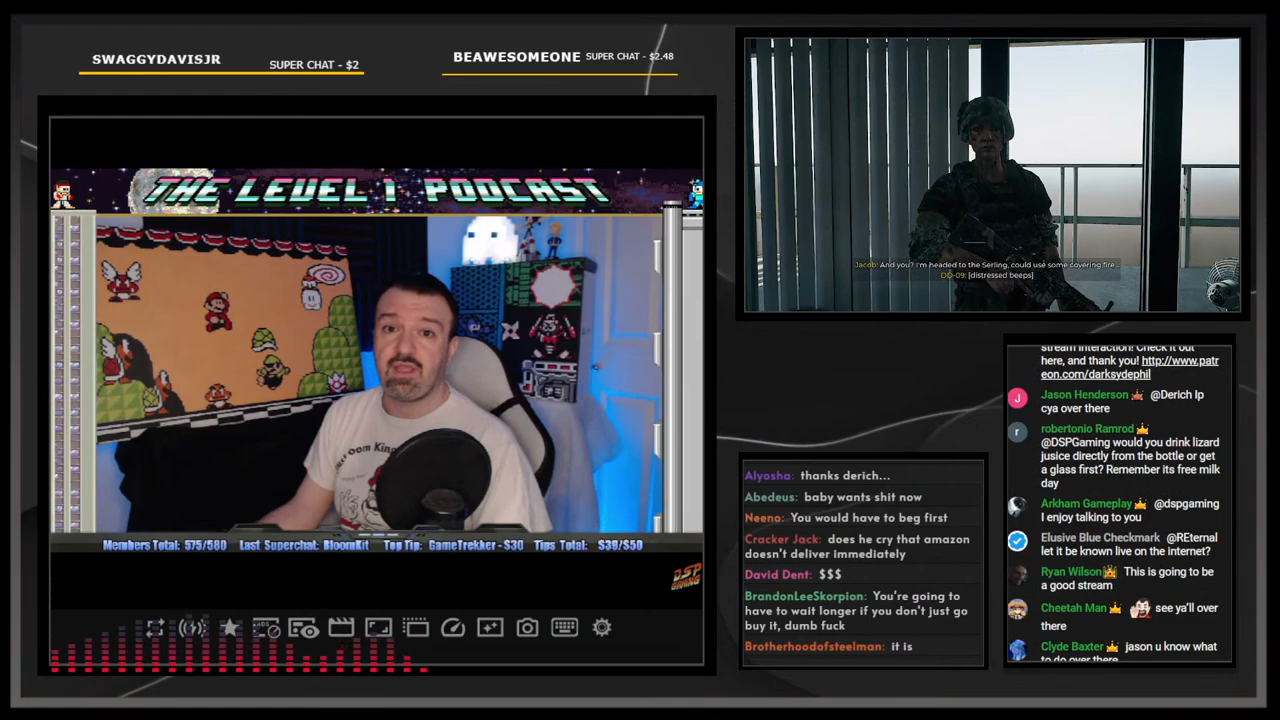 SWAGGYDAVISJR
SUPER CHAT - $2
BEAWESOMEONE SUPER CHAT - $2.48
THE LEVEL 1 PODCAST
Members Total: 575/580 Last Superchat: BloomKit Top Tip: GameTrekker - $30 Tips Total: $39/$50
DSP
GAMING
Jacob: And you? I'm headed to the Serling, could use some covering fire...
DD-09: [distressed beeps]
Alyosha: thanks derich...
Abedeus: baby wants shit now
Neeno: You would have to beg first
Cracker Jack: does he cry that amazon
doesn't deliver immediately
David Dent: $$$
BrandonLeeSkorpion: You're going to
have to wait longer if you don't just go
buy it, dumb fuck
Brotherhoodofsteelman: it is
stream interaction! Check it out
here, and thank you! http://www.patr
eon.com/darksydephil
J Jason Henderson @Derich lp
cya over there
r robertonio Ramrod
@DSPGaming would you drink lizard
jusice directly from the bottle or get
a glass first? Remember its free milk
day
Arkham Gameplay @dspgaming
I enjoy talking to you
Elusive Blue Checkmark @REternal
let it be known live on the internet?
Ryan Wilson This is going to be
a good stream
Cheetah Man see ya'll over
there
Clyde Baxter jason u know what
to do over there